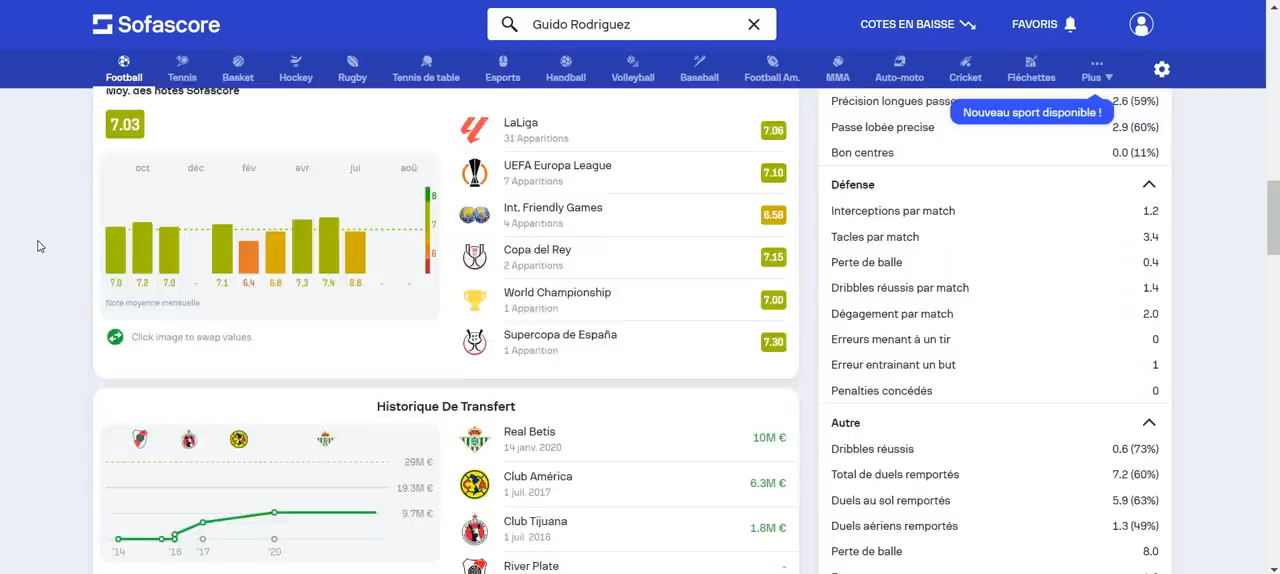 Sofascore
Guido Rodriguez
COTES EN BAISSE
FAVORIS
Football
Tennis
Basket
Hockey
Rugby
Tennis de table
Esports
Handball
Volleyball
Baseball
Football Am.
MMA
Auto-moto
Cricket
Fléchettes
Plus
Nouveau sport disponible !
Moy. des notes Sofascore
7.03
oct
déc
fév
avr
jui
aoû
8
7
6
7.0
7.2
7.0
-
7.1
6.4
6.8
7.3
7.4
6.8
-
-
Note moyenne mensuelle
Click image to swap values.
LaLiga
31 Apparitions
7.06
UEFA Europa League
7 Apparitions
7.10
Int. Friendly Games
4 Apparitions
6.58
Copa del Rey
2 Apparitions
7.15
World Championship
1 Apparition
7.00
Supercopa de España
1 Apparition
7.30
Historique De Transfert
29M €
19.3M €
9.7M €
'14
'16
'17
'20
Real Betis
14 janv. 2020
10M €
Club América
1 juil. 2017
6.3M €
Club Tijuana
1 juil. 2016
1.8M €
River Plate
-
Précision longues passe
2.6 (59%)
Passe lobée precise
2.9 (60%)
Bon centres
0.0 (11%)
Défense
Interceptions par match
1.2
Tacles par match
3.4
Perte de balle
0.4
Dribbles réussis par match
1.4
Dégagement par match
2.0
Erreurs menant à un tir
0
Erreur entrainant un but
1
Penalties concédés
0
Autre
Dribbles réussis
0.6 (73%)
Total de duels remportés
7.2 (60%)
Duels au sol remportés
5.9 (63%)
Duels aériens remportés
1.3 (49%)
Perte de balle
8.0